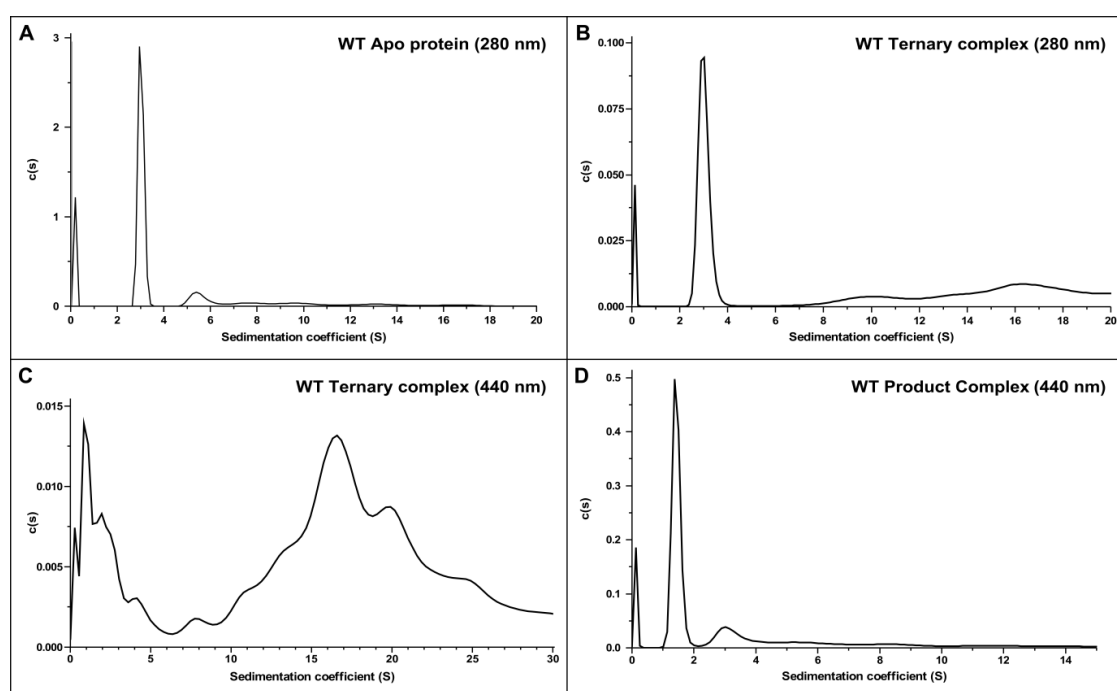 A
WT Apo protein (280 nm)
3
2
1
0
c(s)
0 2 4 6 8 10 12 14 16 18 20
Sedimentation coefficient (S)
B
WT Ternary complex (280 nm)
0.100
0.075
0.050
0.025
0.000
c(s)
0 2 4 6 8 10 12 14 16 18 20
Sedimentation coefficient (S)
C
WT Ternary complex (440 nm)
0.015
0.010
0.005
0.000
c(s)
0 5 10 15 20 25 30
Sedimentation coefficient (S)
D
WT Product Complex (440 nm)
0.5
0.4
0.3
0.2
0.1
0.0
c(s)
0 2 4 6 8 10 12 14
Sedimentation coefficient (S)